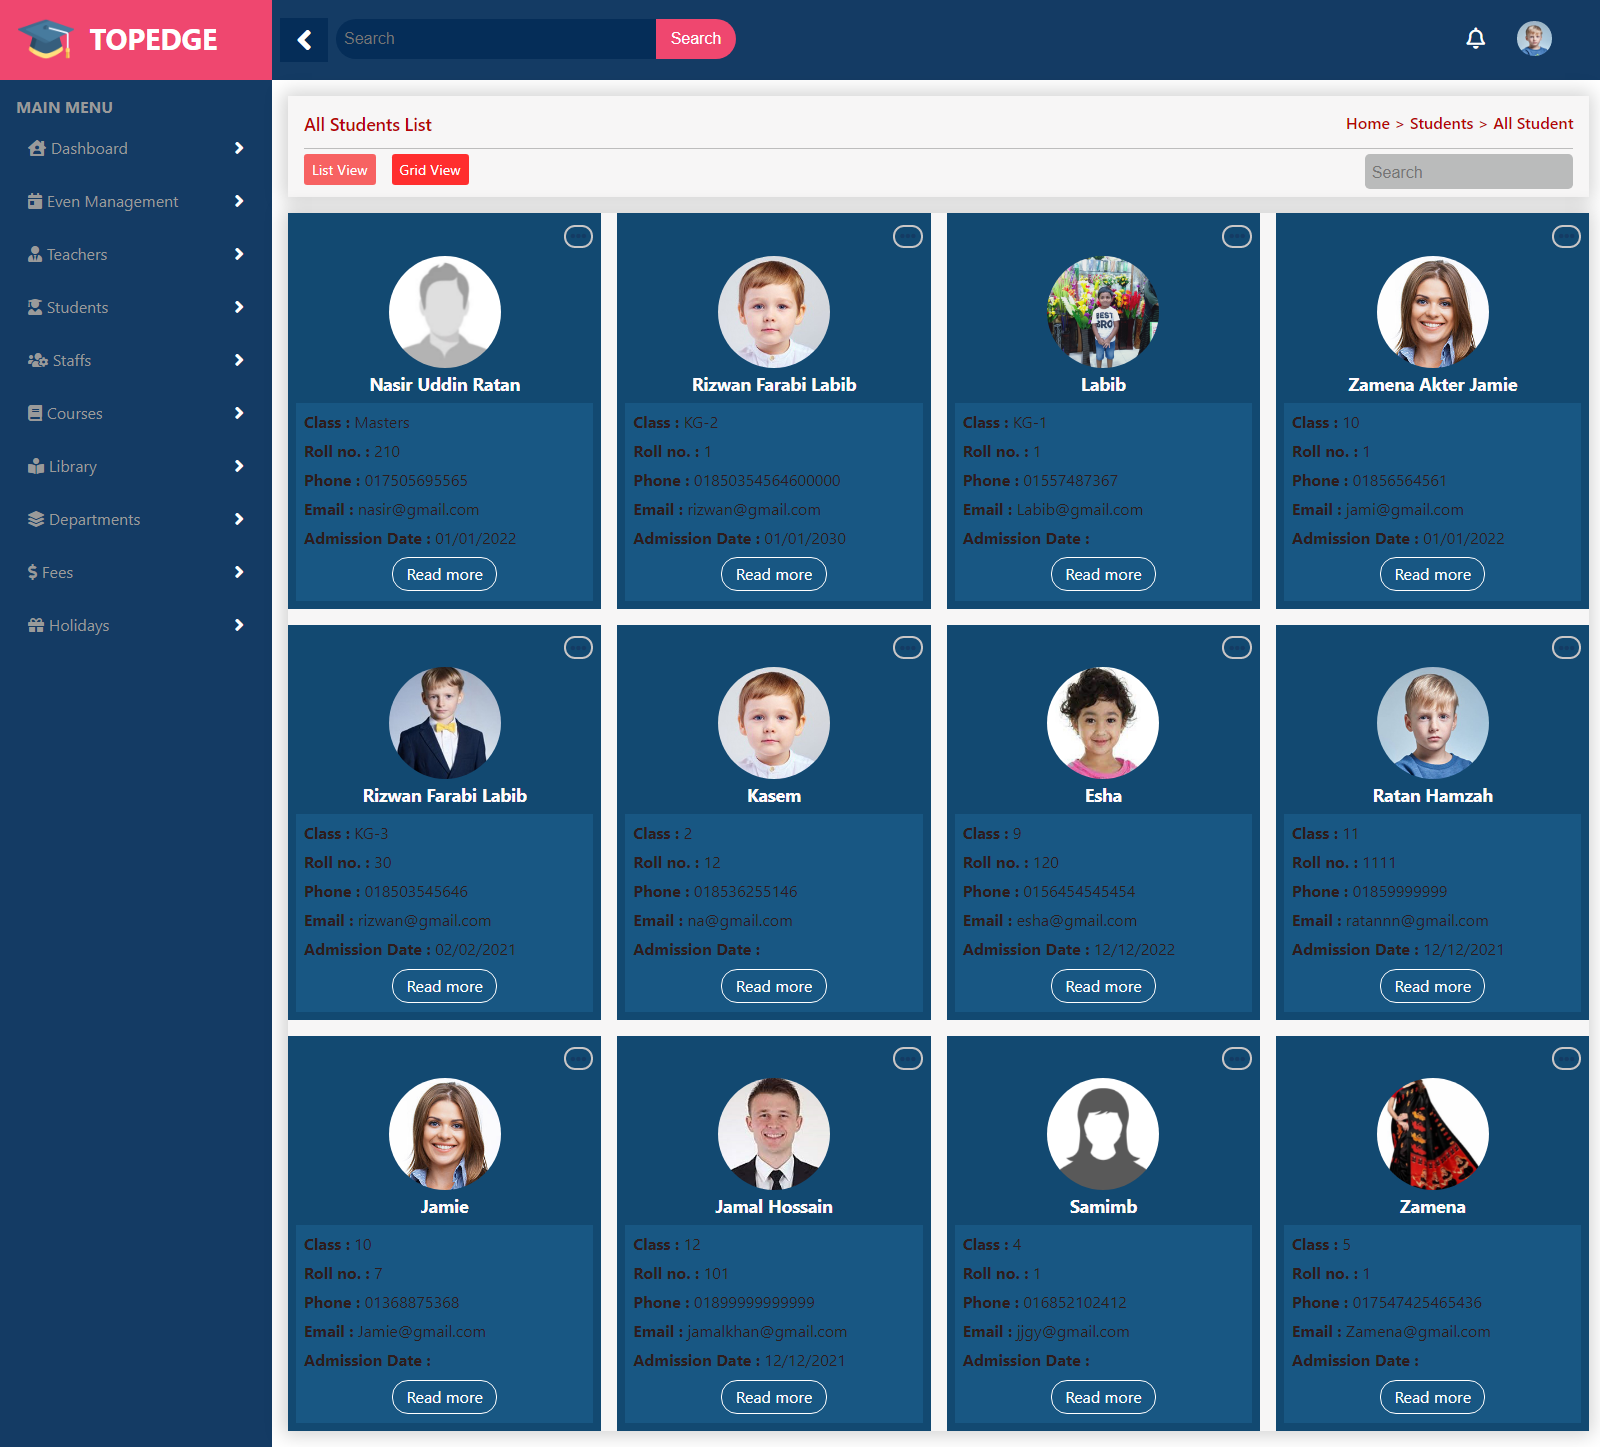 TOPEDGE
Search
Search
MAIN MENU
Dashboard
Even Management
Teachers
Students
Staffs
Courses
Library
Departments
Fees
Holidays
All Students List
Home > Students > All Student
List View
Grid View
Search
Nasir Uddin Ratan
Class : Masters
Roll no. : 210
Phone : 017505695565
Email : nasir@gmail.com
Admission Date : 01/01/2022
Read more
Rizwan Farabi Labib
Class : KG-2
Roll no. : 1
Phone : 01850354564600000
Email : rizwan@gmail.com
Admission Date : 01/01/2030
Read more
BEST
BRO
Labib
Class : KG-1
Roll no. : 1
Phone : 01557487367
Email : Labib@gmail.com
Admission Date :
Read more
Zamena Akter Jamie
Class : 10
Roll no. : 1
Phone : 01856564561
Email : jami@gmail.com
Admission Date : 01/01/2022
Read more
Rizwan Farabi Labib
Class : KG-3
Roll no. : 30
Phone : 018503545646
Email : rizwan@gmail.com
Admission Date : 02/02/2021
Read more
Kasem
Class : 2
Roll no. : 12
Phone : 018536255146
Email : na@gmail.com
Admission Date :
Read more
Esha
Class : 9
Roll no. : 120
Phone : 0156454545454
Email : esha@gmail.com
Admission Date : 12/12/2022
Read more
Ratan Hamzah
Class : 11
Roll no. : 1111
Phone : 01859999999
Email : ratannn@gmail.com
Admission Date : 12/12/2021
Read more
Jamie
Class : 10
Roll no. : 7
Phone : 01368875368
Email : Jamie@gmail.com
Admission Date :
Read more
Jamal Hossain
Class : 12
Roll no. : 101
Phone : 01899999999999
Email : jamalkhan@gmail.com
Admission Date : 12/12/2021
Read more
Samimb
Class : 4
Roll no. : 1
Phone : 016852102412
Email : jjgy@gmail.com
Admission Date :
Read more
Zamena
Class : 5
Roll no. : 1
Phone : 017547425465436
Email : Zamena@gmail.com
Admission Date :
Read more